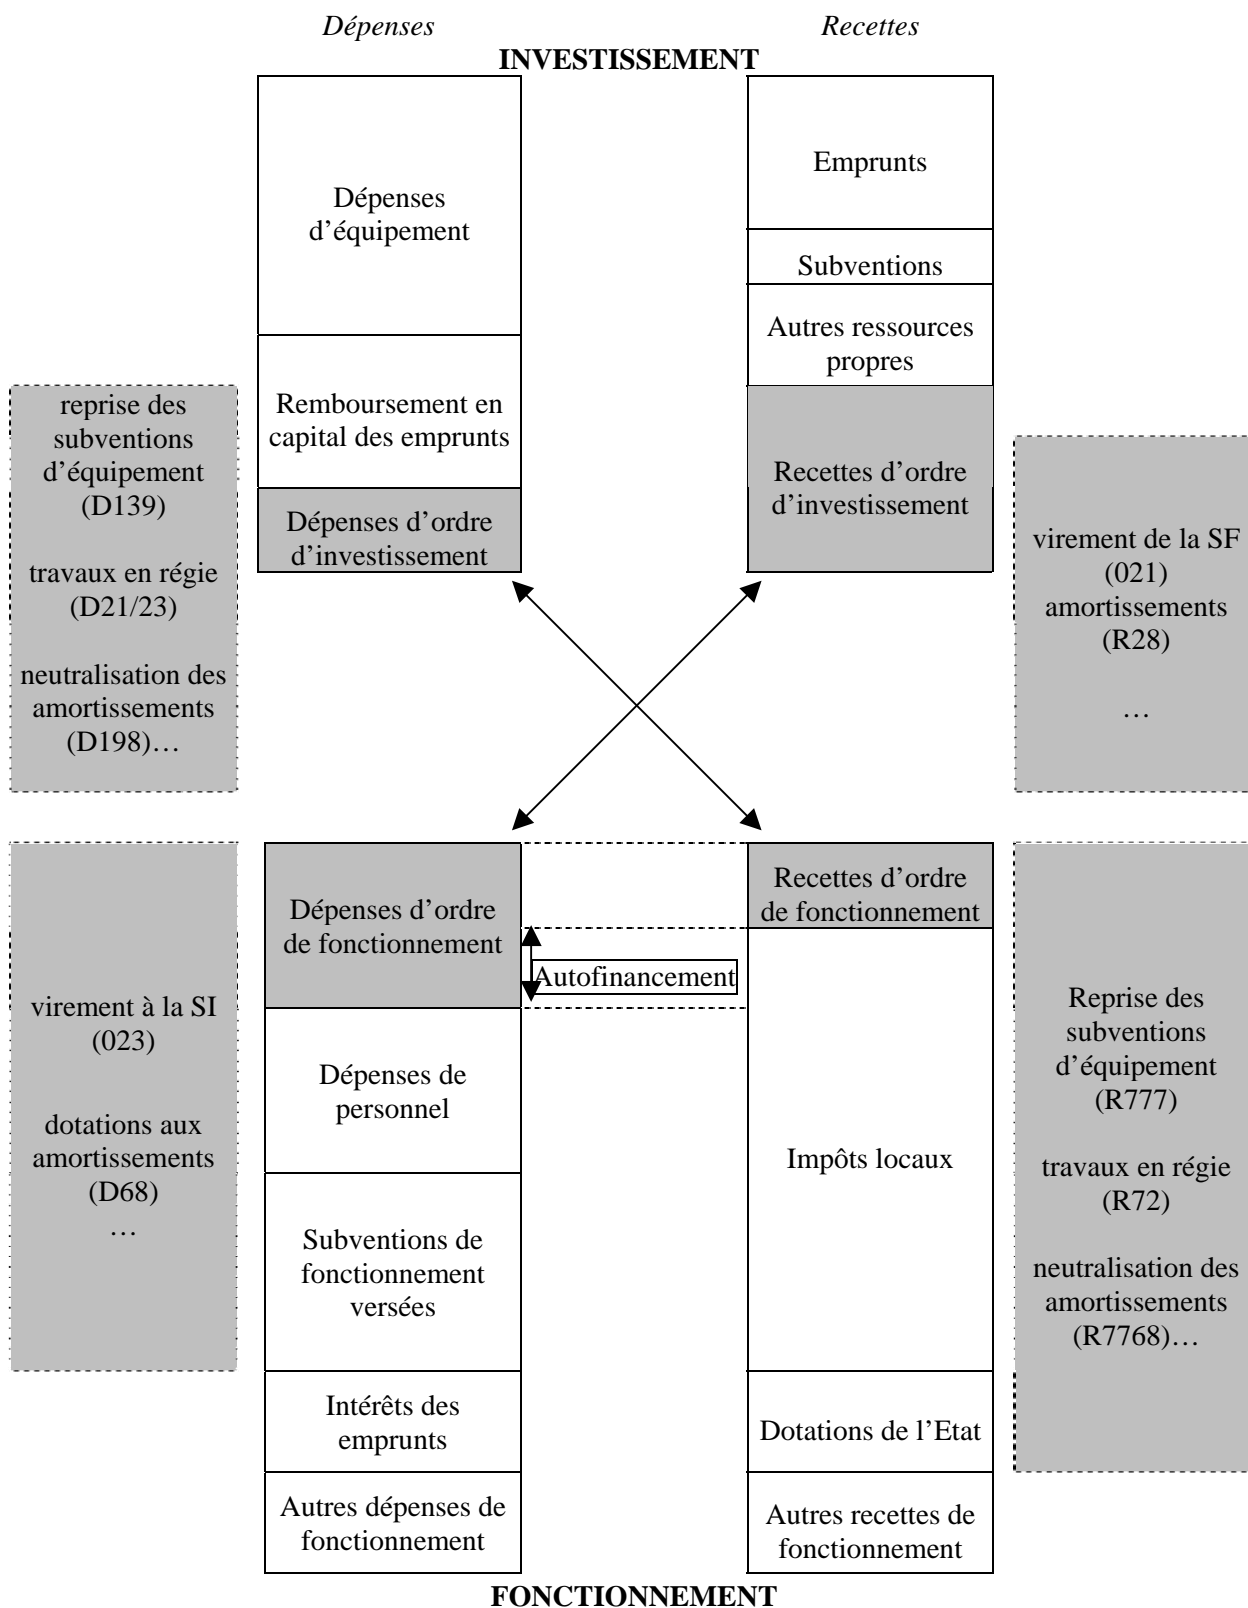 Dépenses
Recettes
INVESTISSEMENT
Dépenses
d’équipement
Remboursement en
capital des emprunts
Dépenses d’ordre
d’investissement
Emprunts
Subventions
Autres ressources
propres
Recettes d’ordre
d’investissement
reprise des
subventions
d’équipement
(D139)
travaux en régie
(D21/23)
neutralisation des
amortissements
(D198)…
virement de la SF
(021)
amortissements
(R28)
…
virement à la SI
(023)
dotations aux
amortissements
(D68)
…
Dépenses d’ordre
de fonctionnement
Autofinancement
Dépenses de
personnel
Subventions de
fonctionnement
versées
Intérêts des
emprunts
Autres dépenses de
fonctionnement
Recettes d’ordre
de fonctionnement
Impôts locaux
Dotations de l’Etat
Autres recettes de
fonctionnement
Reprise des
subventions
d’équipement
(R777)
travaux en régie
(R72)
neutralisation des
amortissements
(R7768)…
FONCTIONNEMENT